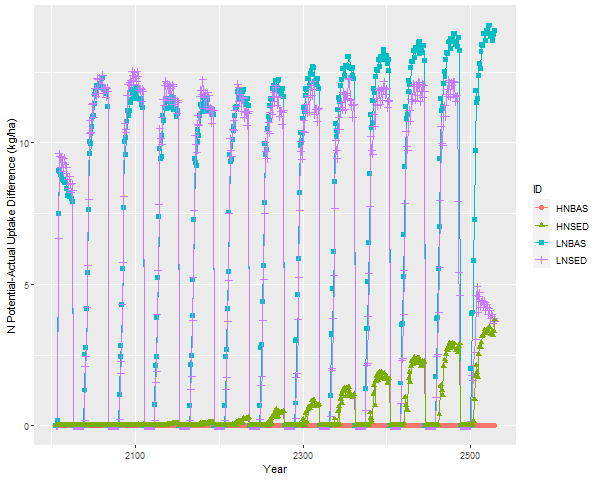 N Potential-Actual Uptake Difference (kg/ha)
10
5
0
2100
2300
2500
Year
ID
HNBAS
HNSED
LNBAS
LNSED